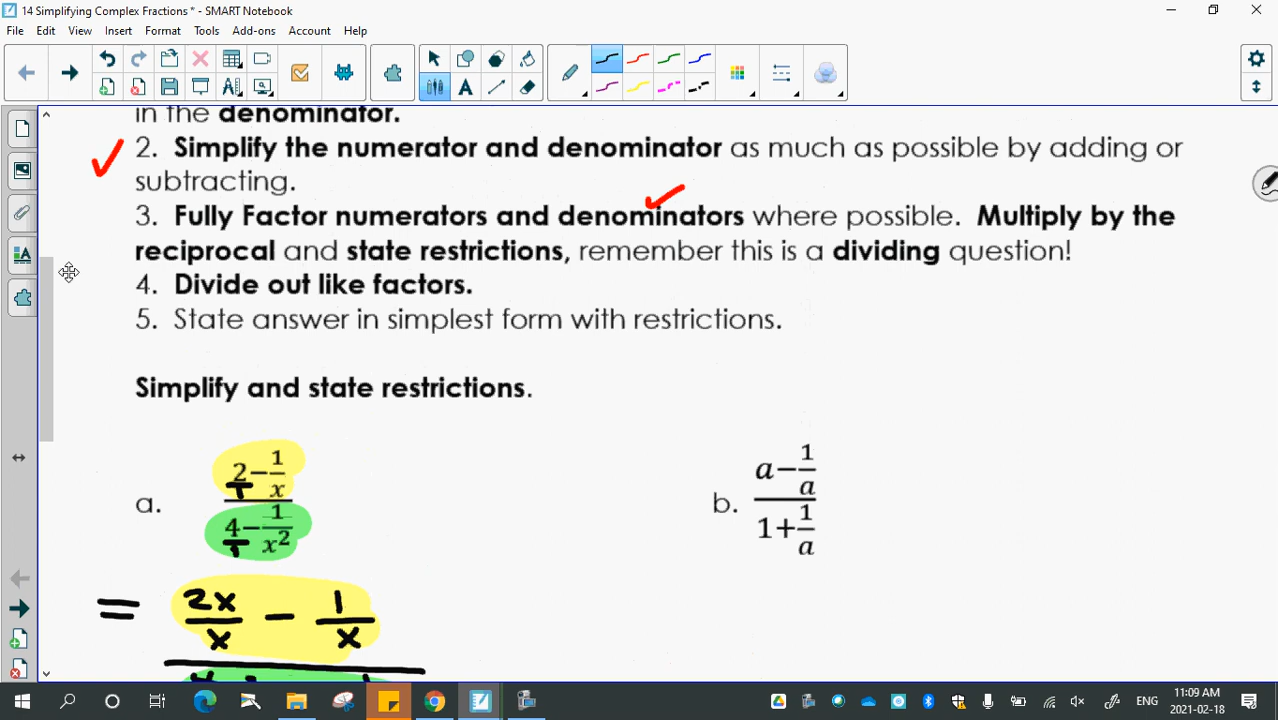 14 Simplifying Complex Fractions * - SMART Notebook
File Edit View Insert Format Tools Add-ons Account Help
in the denominator.
2. Simplify the numerator and denominator as much as possible by adding or
subtracting.
3. Fully Factor numerators and denominators where possible. Multiply by the
reciprocal and state restrictions, remember this is a dividing question!
4. Divide out like factors.
5. State answer in simplest form with restrictions.
Simplify and state restrictions.
a. 2/1 − 1/x
4/1 − 1/x²
b. a − 1/a
1 + 1/a
= 2x/x − 1/x
ENG
11:09 AM
2021-02-18